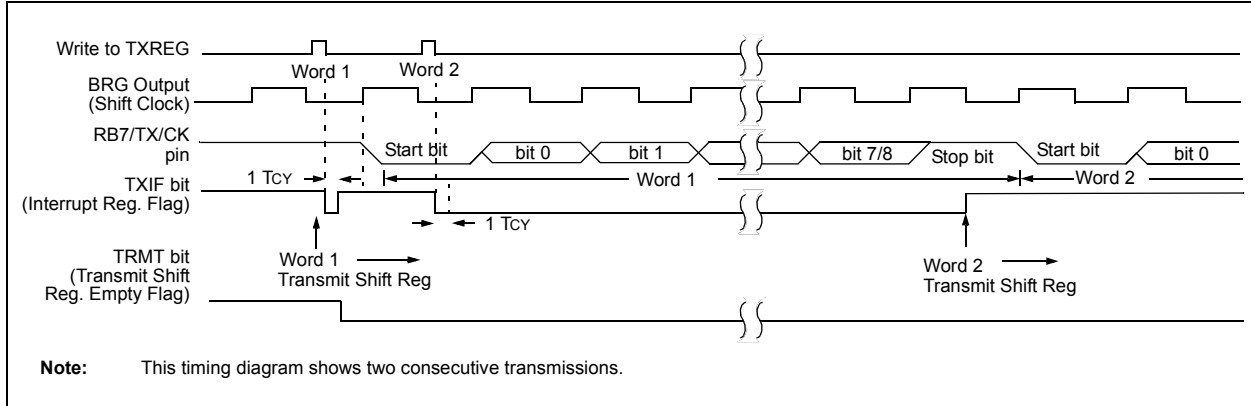 Write to TXREG
Word 1
Word 2
BRG Output
(Shift Clock)
RB7/TX/CK
pin
Start bit
bit 0
bit 1
bit 7/8
Stop bit
Start bit
bit 0
1 TCY
Word 1
Word 2
TXIF bit
(Interrupt Reg. Flag)
1 TCY
Word 1
Transmit Shift Reg
Word 2
Transmit Shift Reg
TRMT bit
(Transmit Shift
Reg. Empty Flag)
Note: This timing diagram shows two consecutive transmissions.